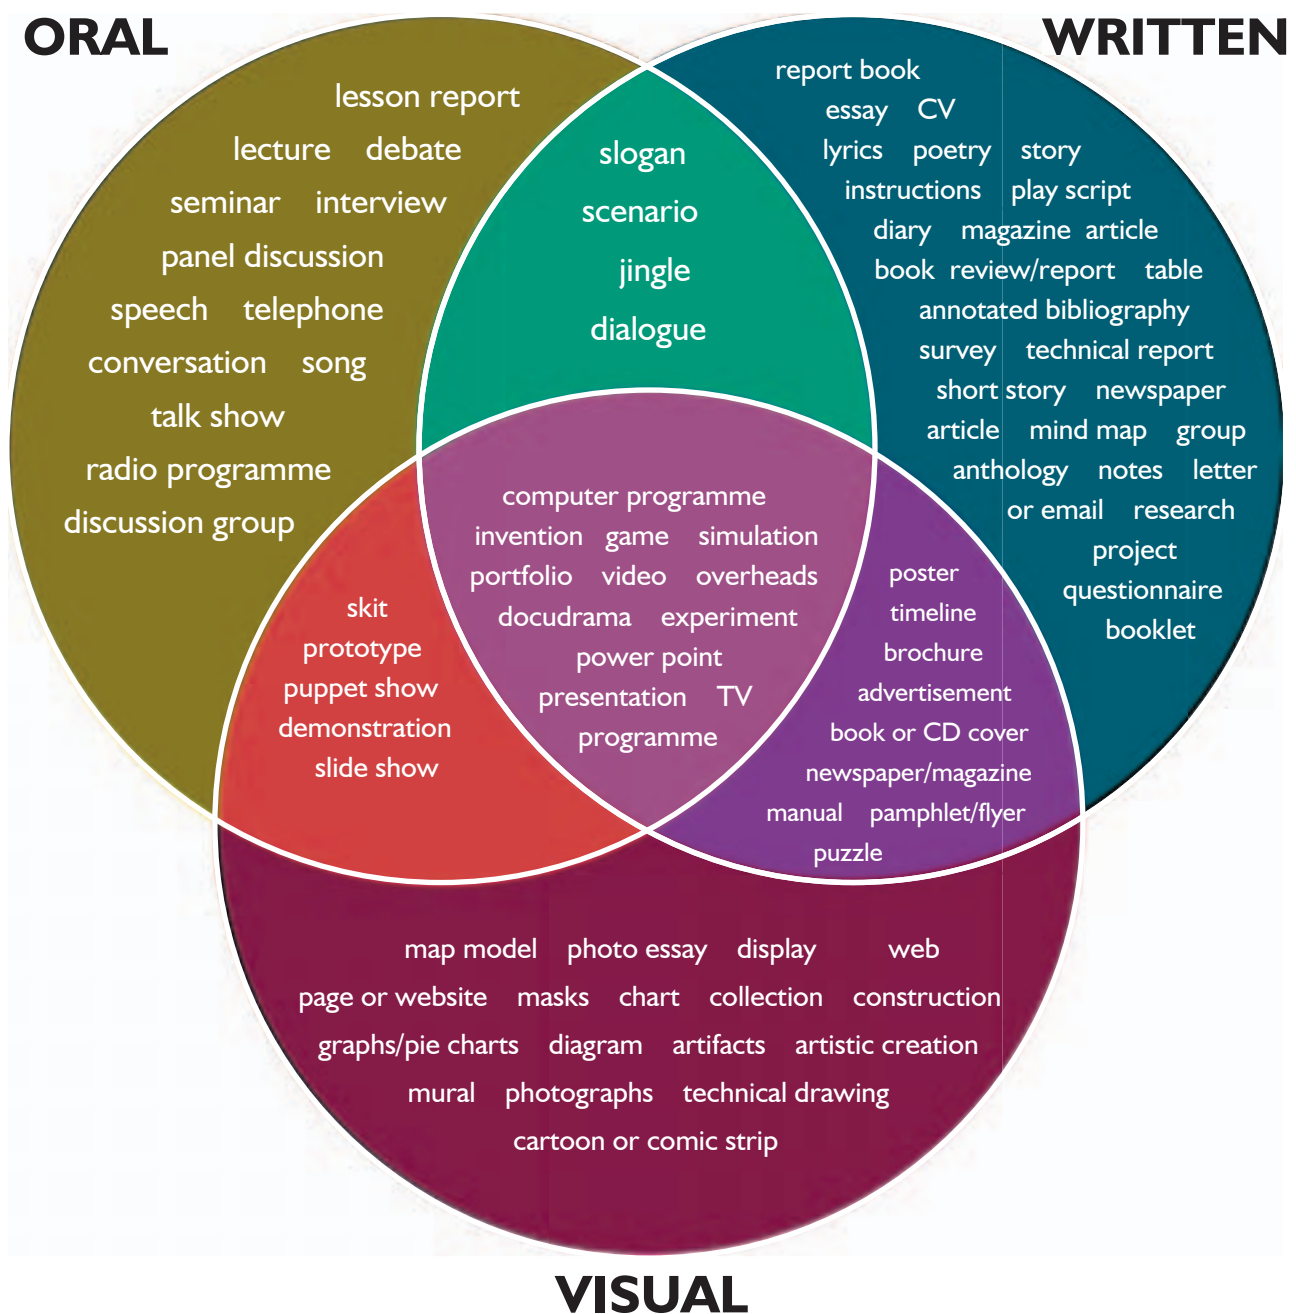 ORAL
WRITTEN
lesson report
lecture debate
seminar interview
panel discussion
speech telephone
conversation song
talk show
radio programme
discussion group
slogan
scenario
jingle
dialogue
report book
essay CV
lyrics poetry story
instructions play script
diary magazine article
book review/report table
annotated bibliography
survey technical report
short story newspaper
article mind map group
anthology notes letter
or email research
project
questionnaire
booklet
computer programme
invention game simulation
portfolio video overheads
docudrama experiment
power point
presentation TV
programme
skit
prototype
puppet show
demonstration
slide show
poster
timeline
brochure
advertisement
book or CD cover
newspaper/magazine
manual pamphlet/flyer
puzzle
map model photo essay display web
page or website masks chart collection construction
graphs/pie charts diagram artifacts artistic creation
mural photographs technical drawing
cartoon or comic strip
VISUAL